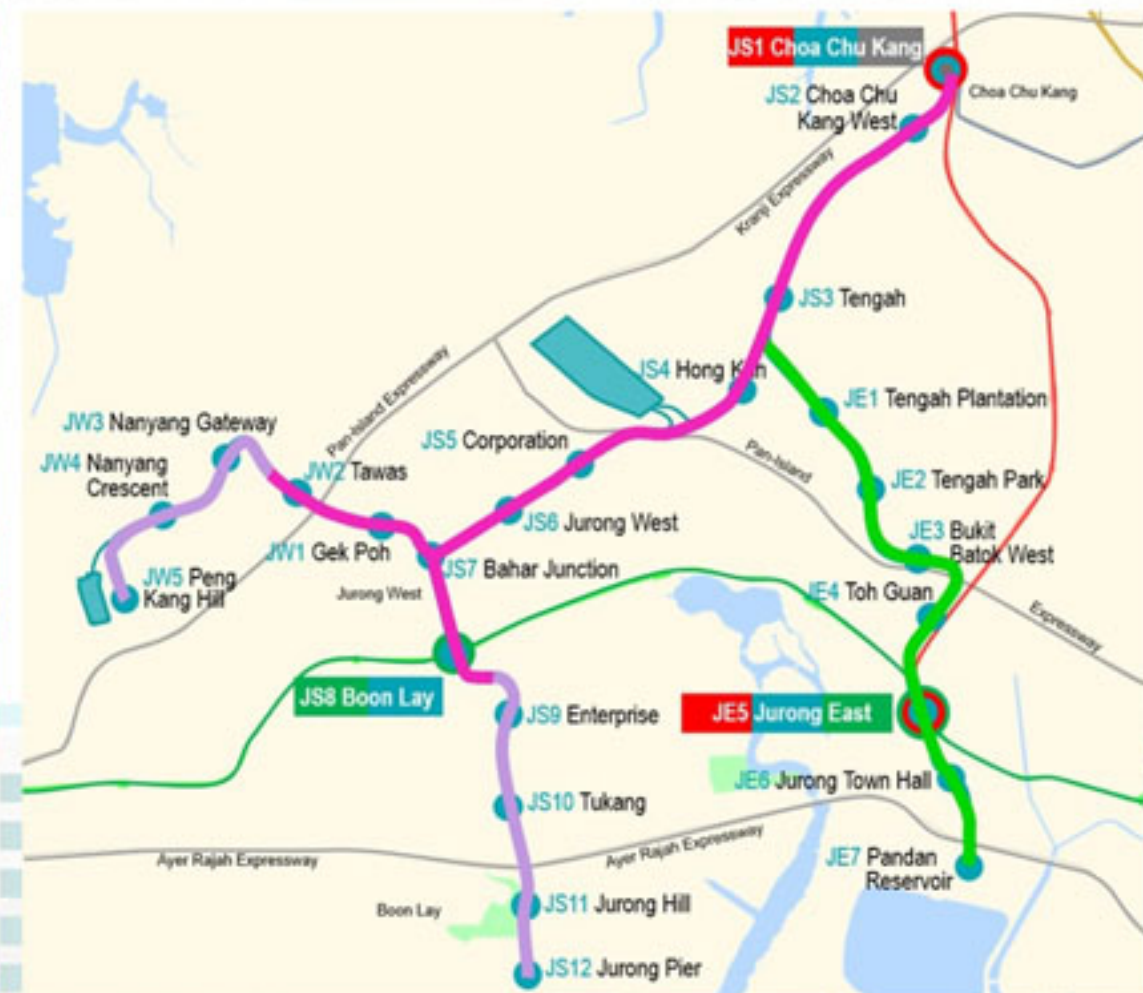 JS1 Choa Chu Kang
Choa Chu Kang
JS2 Choa Chu
Kang West
Kranji Expressway
JS3 Tengah
JS4 Hong Kah
JE1 Tengah Plantation
Pan-Island Expressway
JW3 Nanyang Gateway
JS5 Corporation
JW4 Nanyang
Crescent
JW2 Tawas
Pan-Island
JE2 Tengah Park
JS6 Jurong West
JE3 Bukit
Batok West
JW1 Gek Poh
JS7 Bahar Junction
JW5 Peng
Kang Hill
Jurong West
JE4 Toh Guan
Expressway
JS8 Boon Lay
JS9 Enterprise
JE5 Jurong East
JE6 Jurong Town Hall
JS10 Tukang
Ayer Rajah Expressway
Ayer Rajah Expressway
JE7 Pandan
Reservoir
Boon Lay
JS11 Jurong Hill
JS12 Jurong Pier